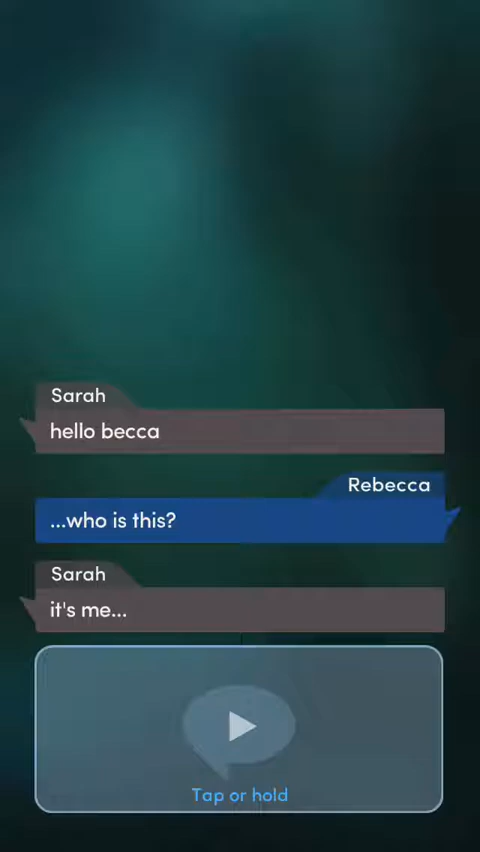 Sarah
hello becca
Rebecca
...who is this?
Sarah
it's me...
Tap or hold